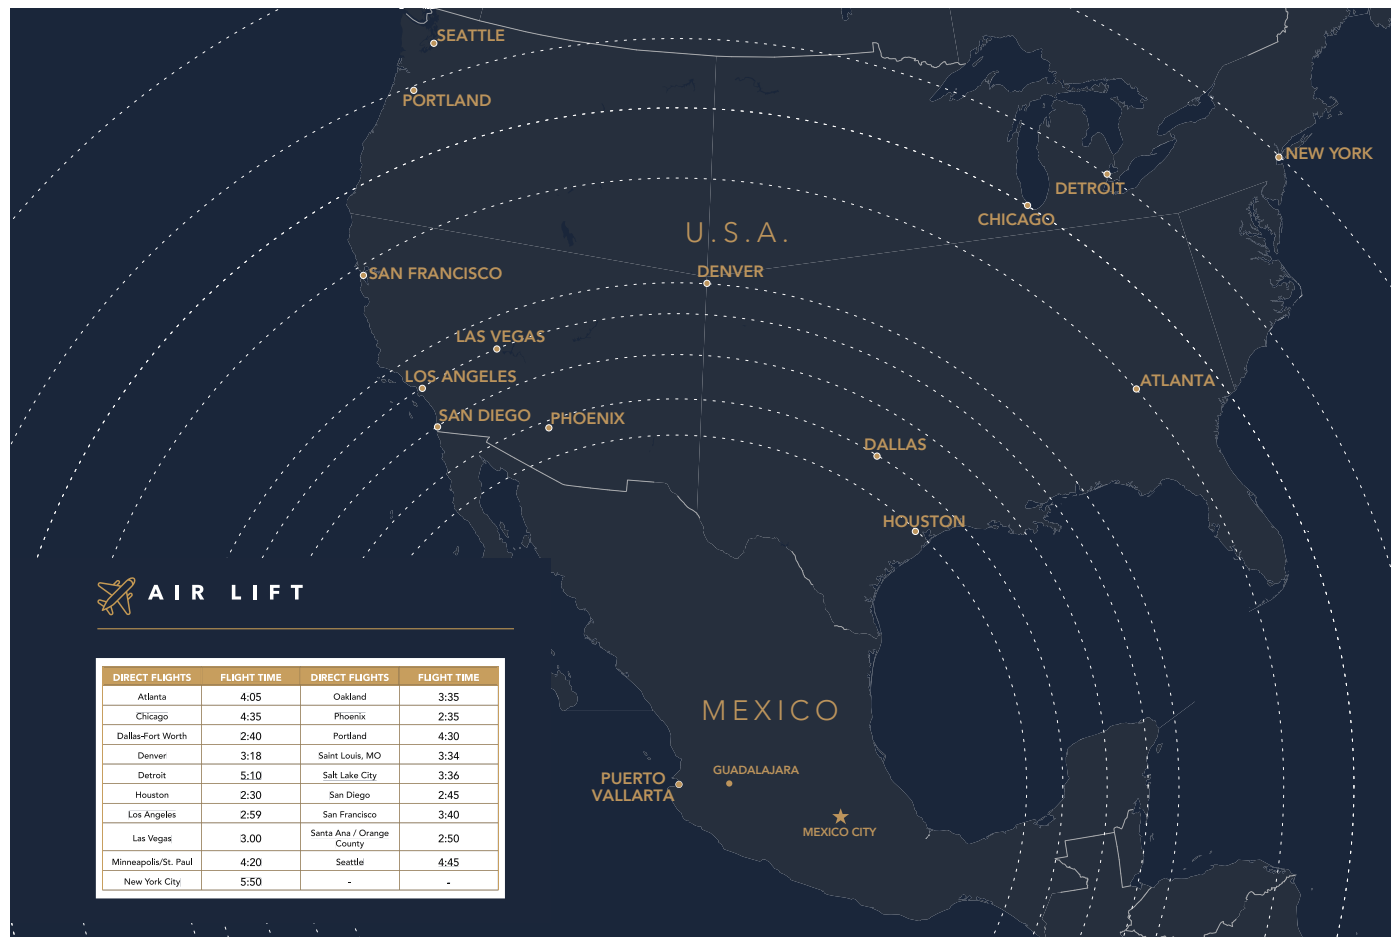 SEATTLE
PORTLAND
NEW YORK
DETROIT
CHICAGO
U.S.A.
DENVER
SAN FRANCISCO
LAS VEGAS
LOS ANGELES
ATLANTA
SAN DIEGO
PHOENIX
DALLAS
HOUSTON
AIR LIFT
MEXICO
PUERTO
VALLARTA
GUADALAJARA
MEXICO CITY
DIRECT FLIGHTS FLIGHT TIME DIRECT FLIGHTS FLIGHT TIME
Atlanta 4:05 Oakland 3:35
Chicago 4:35 Phoenix 2:35
Dallas-Fort Worth 2:40 Portland 4:30
Denver 3:18 Saint Louis, MO 3:34
Detroit 5:10 Salt Lake City 3:36
Houston 2:30 San Diego 2:45
Los Angeles 2:59 San Francisco 3:40
Las Vegas 3.00 Santa Ana / Orange
County 2:50
Minneapolis/St. Paul 4:20 Seattle 4:45
New York City 5:50 - -